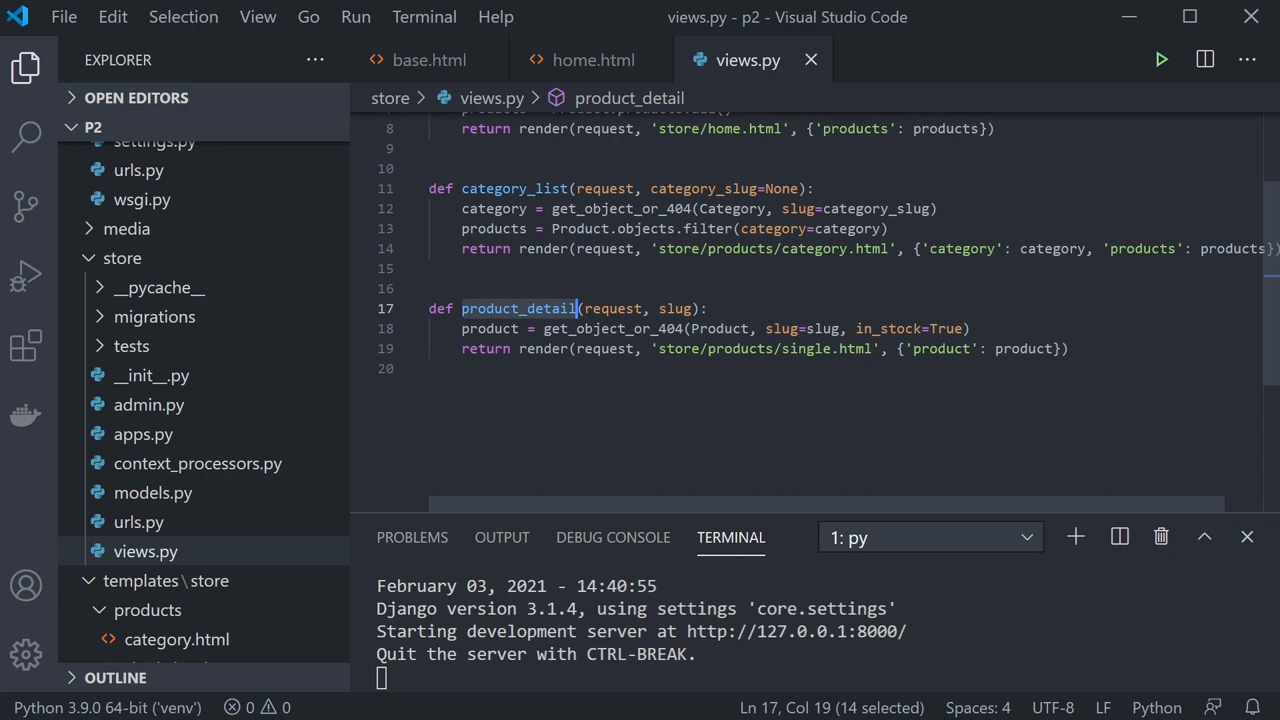 File Edit Selection View Go Run Terminal Help views.py - p2 - Visual Studio Code
EXPLORER
base.html home.html views.py
OPEN EDITORS
P2
settings.py
urls.py
wsgi.py
media
store
__pycache__
migrations
tests
__init__.py
admin.py
apps.py
context_processors.py
models.py
urls.py
views.py
templates\store
products
category.html
OUTLINE
store > views.py > product_detail
8 return render(request, 'store/home.html', {'products': products})
9
10
11 def category_list(request, category_slug=None):
12 category = get_object_or_404(Category, slug=category_slug)
13 products = Product.objects.filter(category=category)
14 return render(request, 'store/products/category.html', {'category': category, 'products': products})
15
16
17 def product_detail(request, slug):
18 product = get_object_or_404(Product, slug=slug, in_stock=True)
19 return render(request, 'store/products/single.html', {'product': product})
20
PROBLEMS OUTPUT DEBUG CONSOLE TERMINAL 1: py
February 03, 2021 - 14:40:55
Django version 3.1.4, using settings 'core.settings'
Starting development server at http://127.0.0.1:8000/
Quit the server with CTRL-BREAK.
Python 3.9.0 64-bit ('venv') 0 0 Ln 17, Col 19 (14 selected) Spaces: 4 UTF-8 LF Python